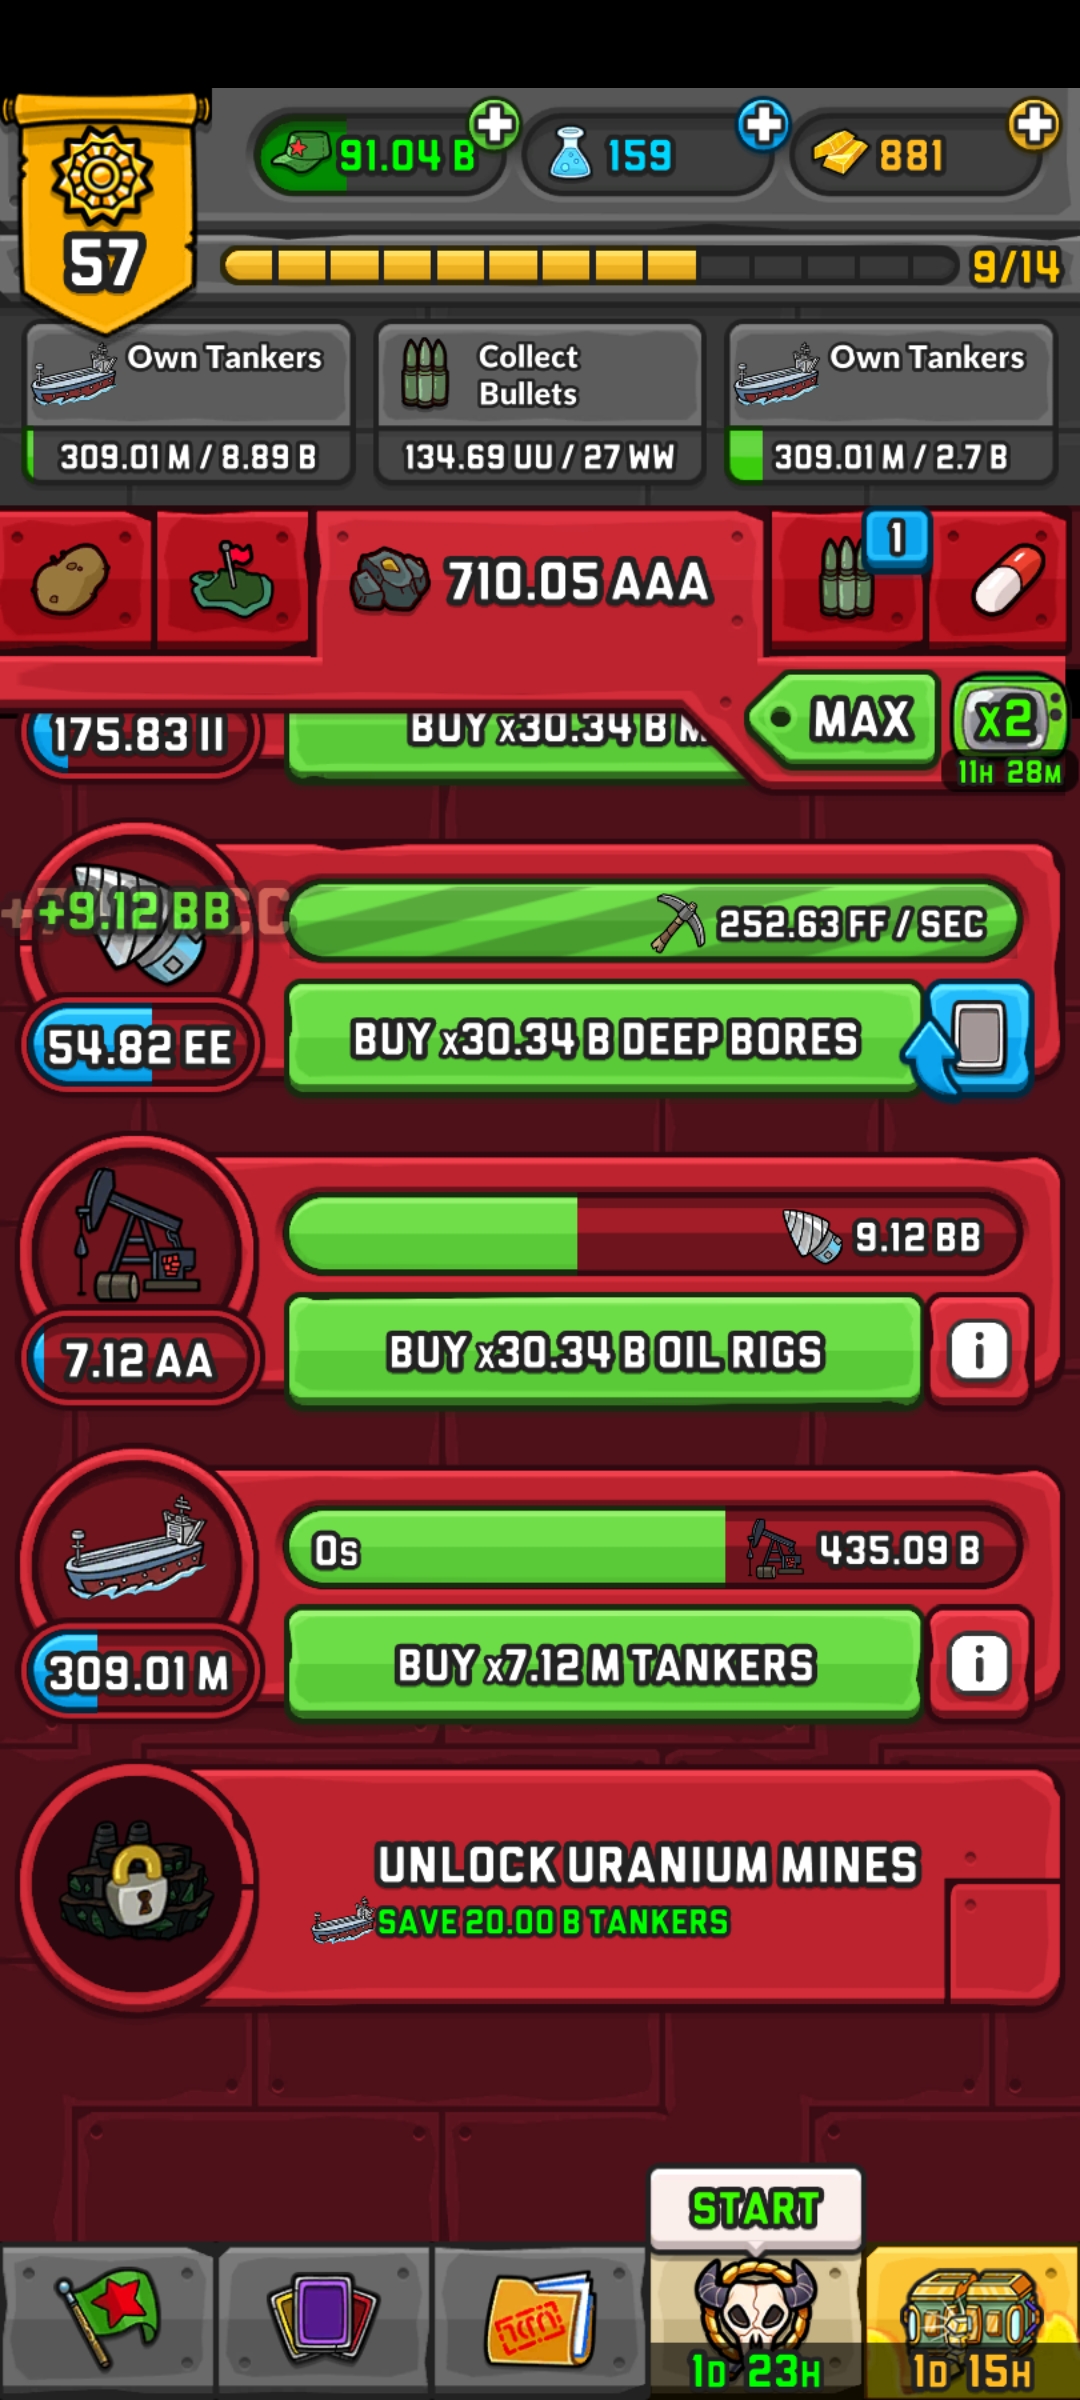 91.04 B
159
881
57
9/14
Own Tankers
309.01 M / 8.89 B
Collect
Bullets
134.69 UU / 27 WW
Own Tankers
309.01 M / 2.7 B
710.05 AAA
1
MAX
x2
11H 28M
175.83 II
BUY x30.34 B M
+9.12 BB
252.63 FF / SEC
54.82 EE
BUY x30.34 B DEEP BORES
9.12 BB
7.12 AA
BUY x30.34 B OIL RIGS
i
0s
435.09 B
309.01 M
BUY x7.12 M TANKERS
i
UNLOCK URANIUM MINES
SAVE 20.00 B TANKERS
START
1D 23H
1D 15H